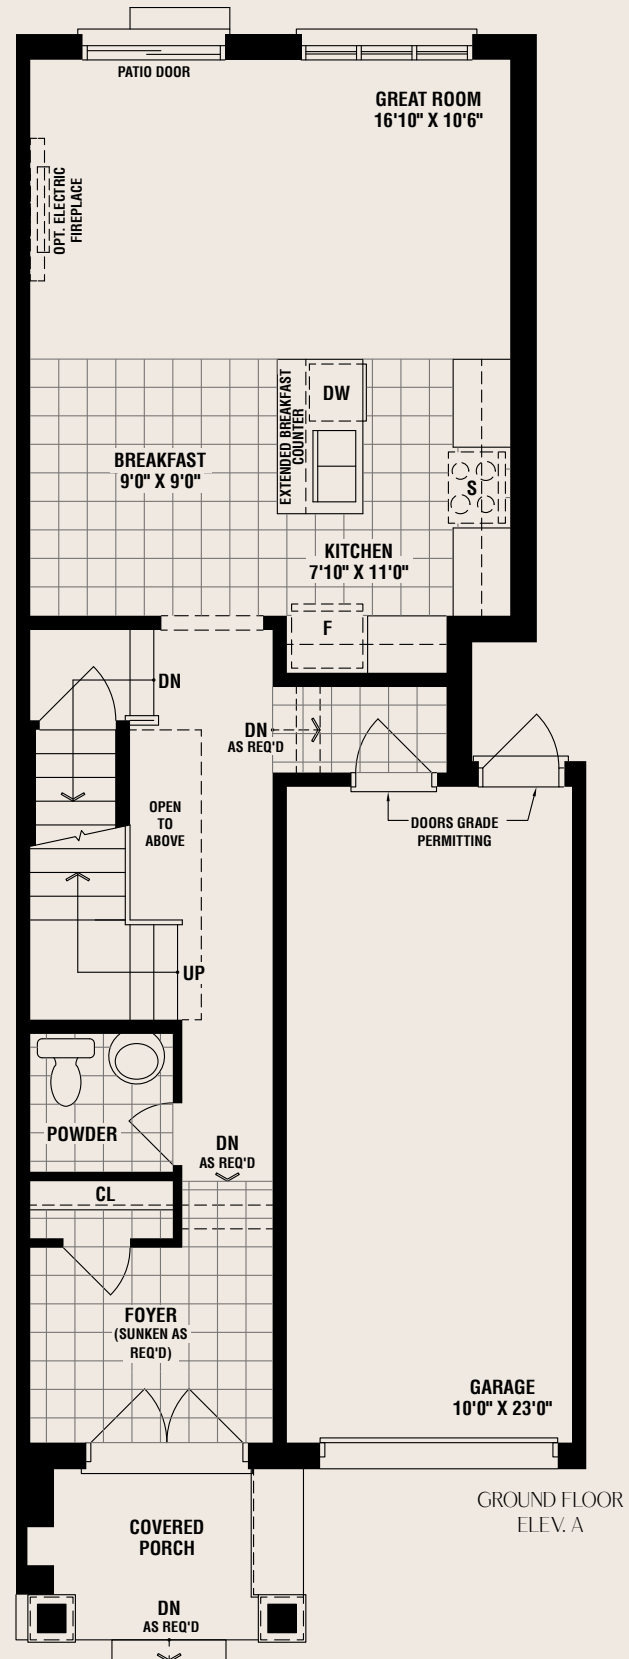 PATIO DOOR
GREAT ROOM
16'10" X 10'6"
OPT. ELECTRIC
FIREPLACE
EXTENDED BREAKFAST
COUNTER
DW
BREAKFAST
9'0" X 9'0"
S
KITCHEN
7'10" X 11'0"
F
DN
DN
AS REQ'D
OPEN
TO
ABOVE
DOORS GRADE
PERMITTING
UP
POWDER
DN
AS REQ'D
CL
FOYER
(SUNKEN AS
REQ'D)
GARAGE
10'0" X 23'0"
GROUND FLOOR
ELEV. A
COVERED
PORCH
DN
AS REQ'D